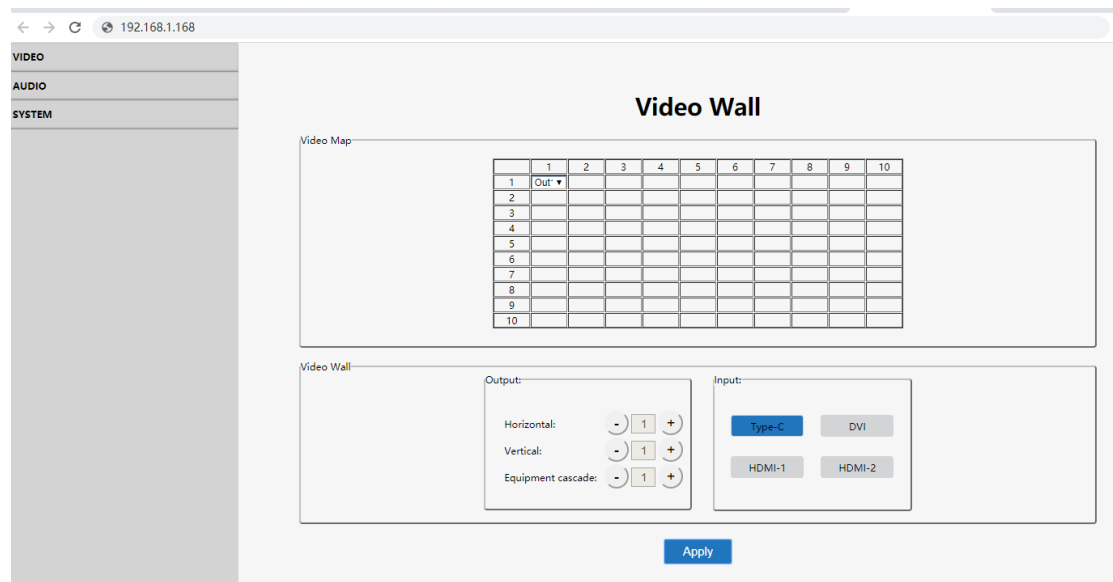 192.168.1.168
VIDEO
AUDIO
SYSTEM
Video Wall
Video Map
1 2 3 4 5 6 7 8 9 10
1 Out
2
3
4
5
6
7
8
9
10
Video Wall
Output:
Horizontal: - 1 +
Vertical: - 1 +
Equipment cascade: - 1 +
Input:
Type-C DVI
HDMI-1 HDMI-2
Apply